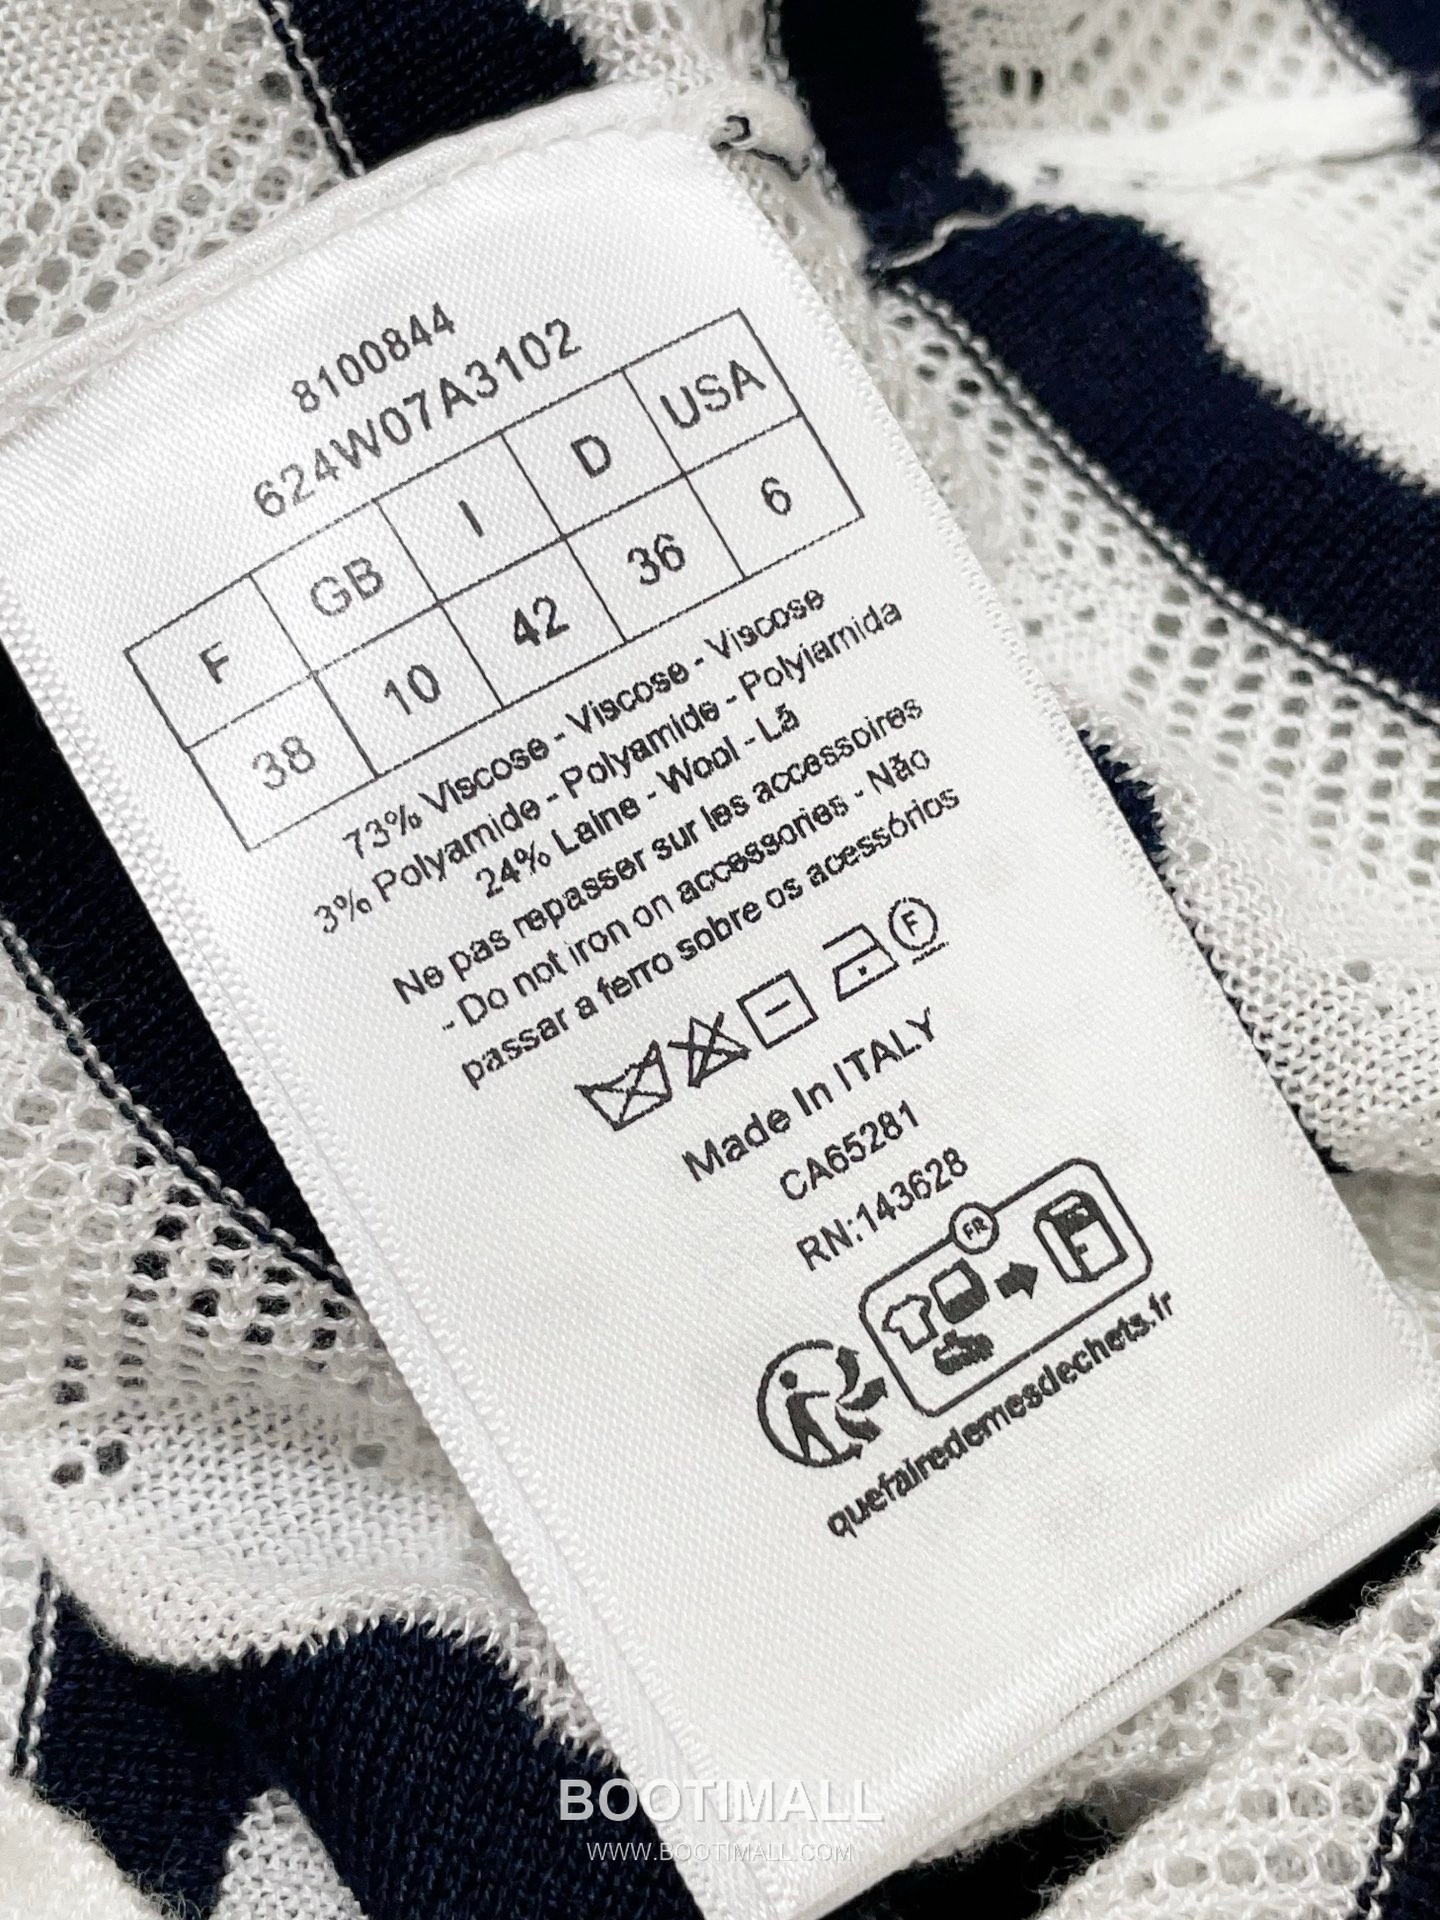 8100844
624W07A3102
F GB I D USA
38 10 42 36 6
73% Viscose - Viscose - Viscose
3% Polyamide - Polyamide - Polyiamida
24% Laine - Wool - Lã
Ne pas repasser sur les accessoires
- Do not iron on accessories - Não
passar a ferro sobre os acessórios
F
Made In ITALY
CA65281
RN:143628
FR
quefairedemesdechets.fr
BOOTIMALL
WWW.BOOTIMALL.COM